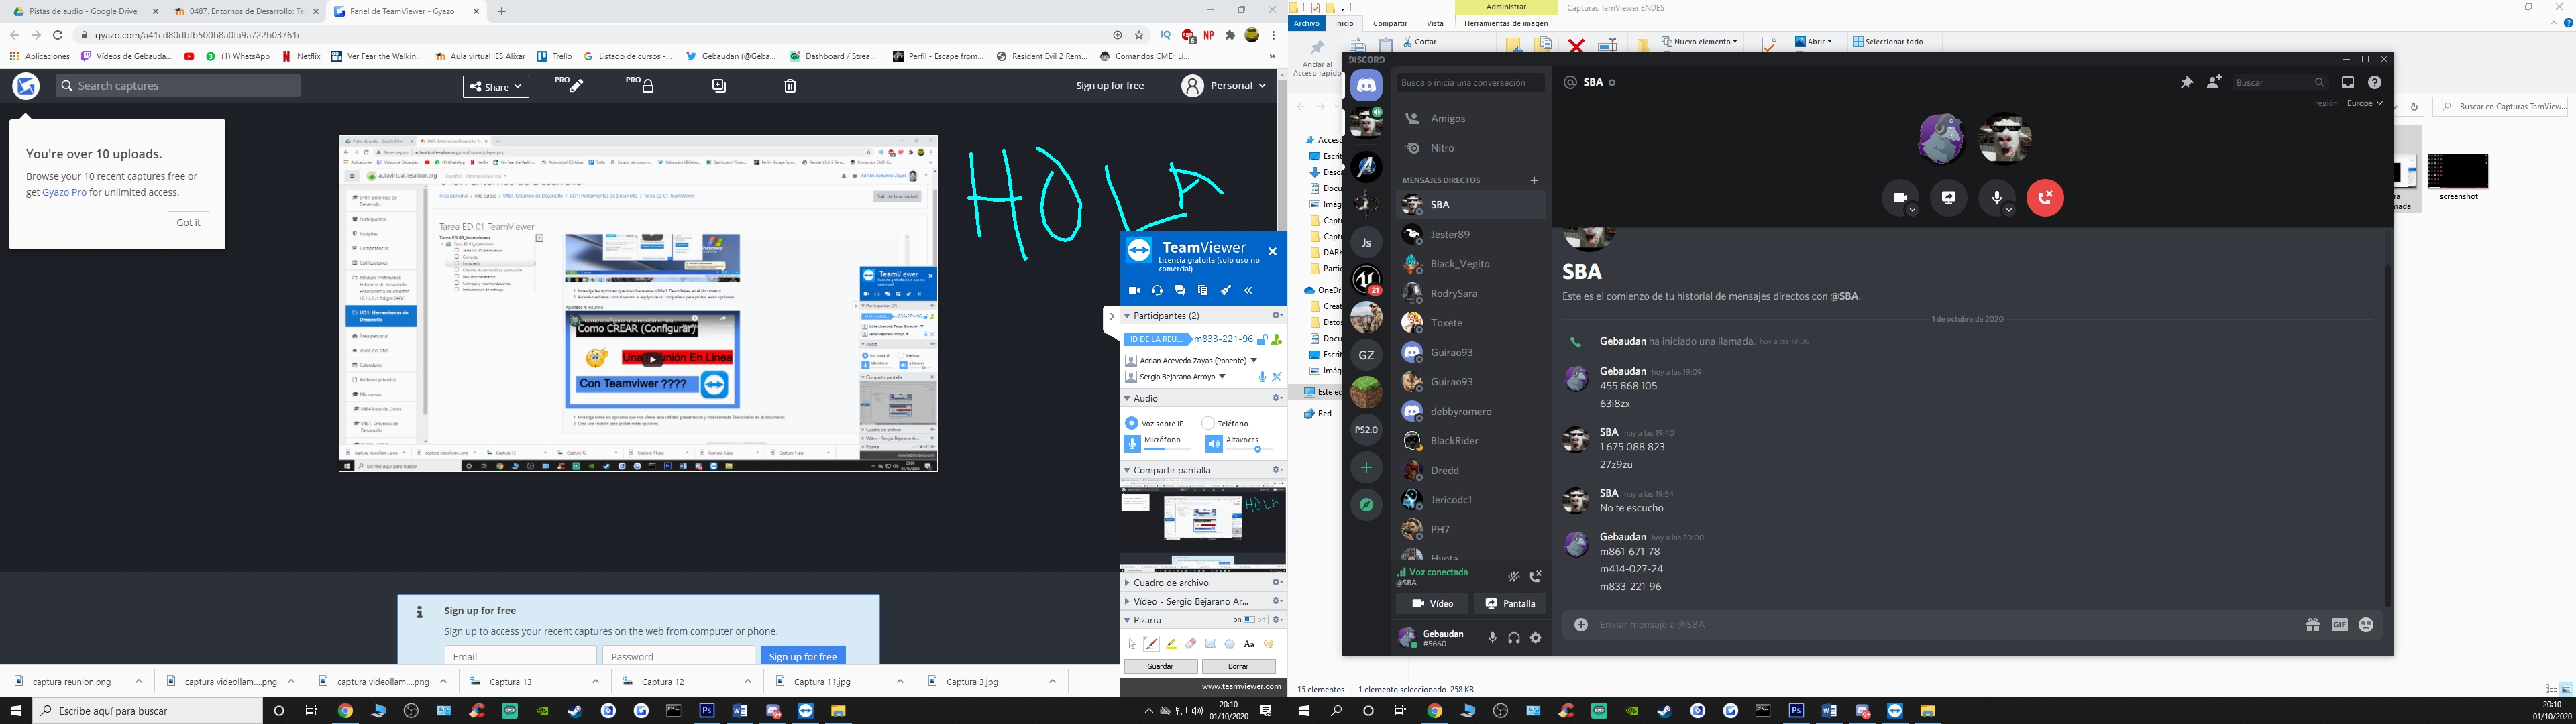 Pistas de audio - Google Drive
0487. Entornos de Desarrollo: Ta
Panel de TeamViewer - Gyazo
gyazo.com/a41cd80dbfb500b8a0fa9a722b03761c
Aplicaciones
Vídeos de Gebauda...
(1) WhatsApp
Netflix
Ver Fear the Walkin...
Aula virtual IES Alixar
Trello
Listado de cursos -...
Gebaudan (@Geba...
Dashboard / Strea...
Perfil - Escape from...
Resident Evil 2 Rem...
Comandos CMD: Li...
Search captures
Share
PRO
PRO
Sign up for free
Personal
You're over 10 uploads.
Browse your 10 recent captures free or
get Gyazo Pro for unlimited access.
Got it
aulavirtual.iesalixar.org
Tarea ED 01_TeamViewer
Como CREAR (Configurar)
Una Reunión En Linea
Con Teamviwer ????
HOLA
TeamViewer
Licencia gratuita (solo uso no
comercial)
Participantes (2)
ID DE LA REU...
m833-221-96
Adrian Acevedo Zayas (Ponente)
Sergio Bejarano Arroyo
Audio
Voz sobre IP
Teléfono
Micrófono
Altavoces
Compartir pantalla
HOLA
Cuadro de archivo
Vídeo - Sergio Bejarano Ar...
Pizarra
on
off
Aa
Guardar
Borrar
www.teamviewer.com
Sign up for free
Sign up to access your recent captures on the web from computer or phone.
Email
Password
Sign up for free
captura reunion.png
captura videollam....png
captura videollam....png
Captura 13
Captura 12
Captura 11.jpg
Captura 3.jpg
Escribe aquí para buscar
20:10
01/10/2020
Administrar
Capturas TamViewer ENDES
Archivo
Inicio
Compartir
Vista
Herramientas de imagen
Anclar al
Acceso rápido
Cortar
Nuevo elemento
Abrir
Seleccionar todo
Buscar en Capturas TamView...
screenshot
Este eq
Red
15 elementos
1 elemento seleccionado 258 KB
DISCORD
Busca o inicia una conversación
SBA
Buscar
región
Europe
Amigos
Nitro
MENSAJES DIRECTOS
SBA
Jester89
Black_Vegito
RodrySara
Toxete
Guirao93
Guirao93
debbyromero
BlackRider
Dredd
Jericodc1
PH7
Js
21
GZ
PS2.0
Voz conectada
@SBA
Vídeo
Pantalla
Gebaudan
#5660
SBA
Este es el comienzo de tu historial de mensajes directos con @SBA.
1 de octubre de 2020
Gebaudan ha iniciado una llamada. hoy a las 19:06
Gebaudan hoy a las 19:09
455 868 105
63i8zx
SBA hoy a las 19:40
1 675 088 823
27z9zu
SBA hoy a las 19:54
No te escucho
Gebaudan hoy a las 20:00
m861-671-78
m414-027-24
m833-221-96
Enviar mensaje a @SBA
GIF
20:10
01/10/2020